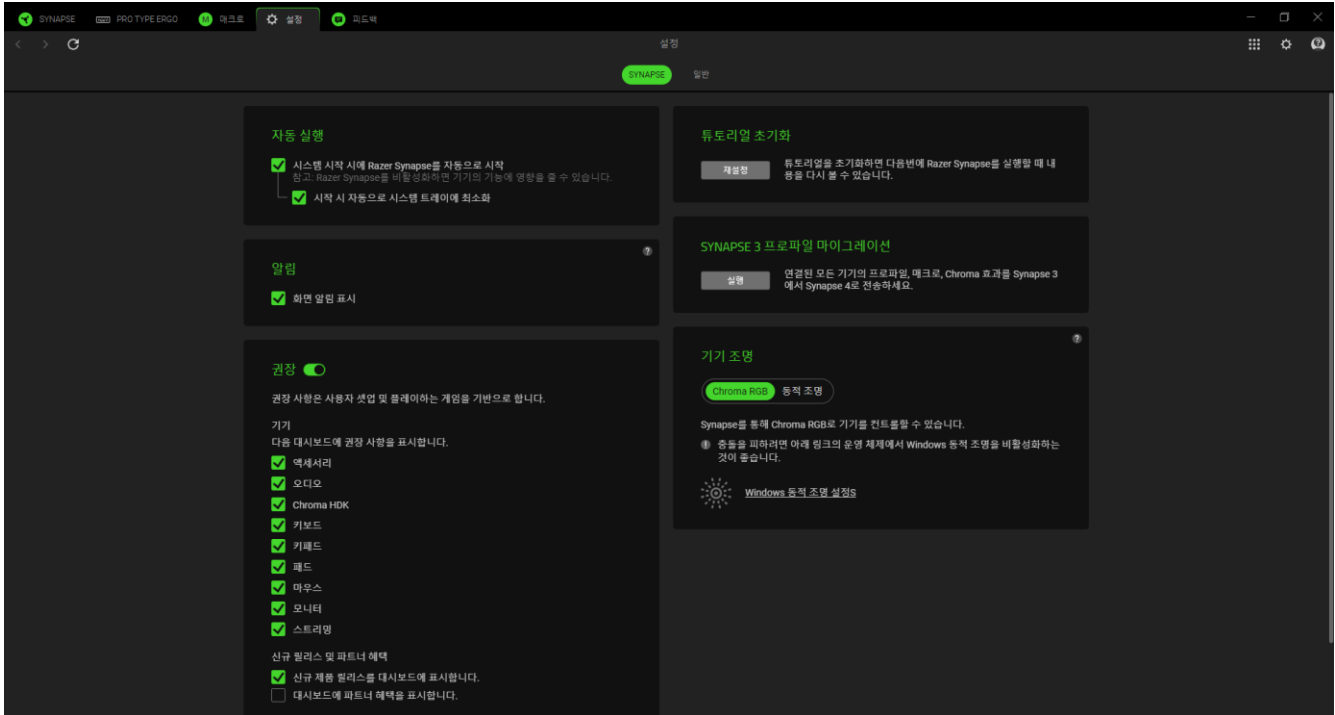 SYNAPSE
PRO TYPE ERGO
M
매크로
설정
피드백
설정
SYNAPSE
일반
자동 실행
시스템 시작 시에 Razer Synapse를 자동으로 시작
참고: Razer Synapse를 비활성화하면 기기의 기능에 영향을 줄 수 있습니다.
시작 시 자동으로 시스템 트레이에 최소화
알림
?
화면 알림 표시
권장
권장 사항은 사용자 셋업 및 플레이하는 게임을 기반으로 합니다.
기기
다음 대시보드에 권장 사항을 표시합니다.
액세서리
오디오
Chroma HDK
키보드
키패드
패드
마우스
모니터
스트리밍
신규 릴리스 및 파트너 혜택
신규 제품 릴리스를 대시보드에 표시합니다.
대시보드에 파트너 혜택을 표시합니다.
튜토리얼 초기화
재설정
튜토리얼을 초기화하면 다음번에 Razer Synapse를 실행할 때 내
용을 다시 볼 수 있습니다.
SYNAPSE 3 프로파일 마이그레이션
실행
연결된 모든 기기의 프로파일, 매크로, Chroma 효과를 Synapse 3
에서 Synapse 4로 전송하세요.
?
기기 조명
Chroma RGB
동적 조명
Synapse를 통해 Chroma RGB로 기기를 컨트롤할 수 있습니다.
충돌을 피하려면 아래 링크의 운영 체제에서 Windows 동적 조명을 비활성화하는
것이 좋습니다.
Windows 동적 조명 설정S